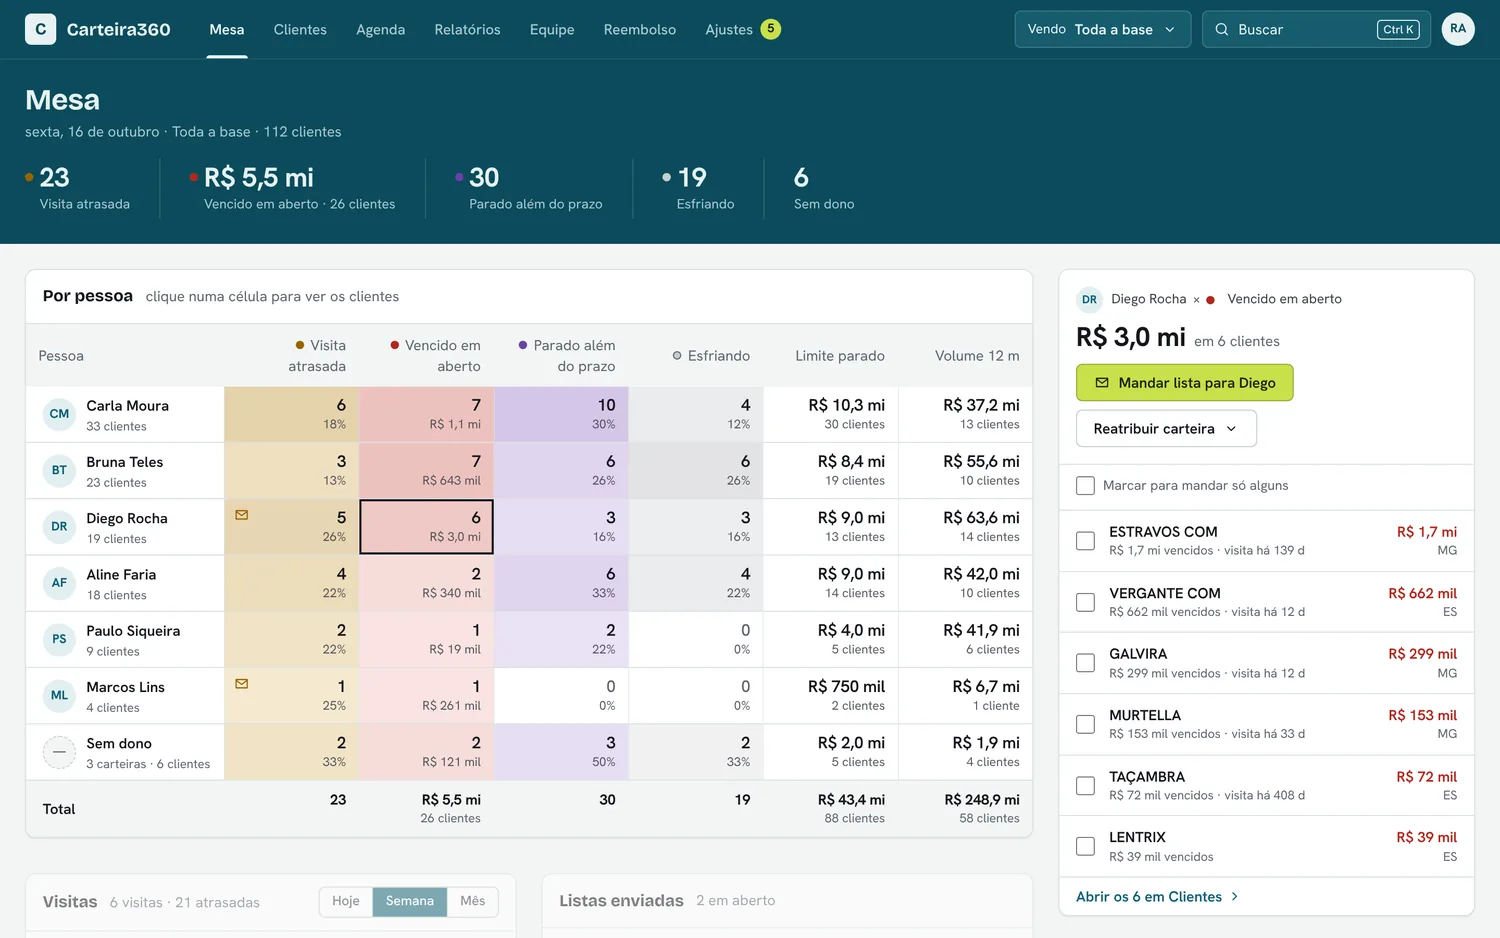 C Carteira360 Mesa Clientes Agenda Relatórios Equipe Reembolso Ajustes 5 Vendo Toda a base Buscar Ctrl K RA
Mesa
sexta, 16 de outubro · Toda a base · 112 clientes
23 R$ 5,5 mi 30 19 6
Visita atrasada Vencido em aberto · 26 clientes Parado além do prazo Esfriando Sem dono
Por pessoa clique numa célula para ver os clientes
Pessoa Visita atrasada Vencido em aberto Parado além do prazo Esfriando Limite parado Volume 12 m
CM Carla Moura 6 7 10 4 R$ 10,3 mi R$ 37,2 mi
33 clientes 18% R$ 1,1 mi 30% 12% 30 clientes 13 clientes
BT Bruna Teles 3 7 6 6 R$ 8,4 mi R$ 55,6 mi
23 clientes 13% R$ 643 mil 26% 26% 19 clientes 10 clientes
DR Diego Rocha 5 6 3 3 R$ 9,0 mi R$ 63,6 mi
19 clientes 26% R$ 3,0 mi 16% 16% 13 clientes 14 clientes
AF Aline Faria 4 2 6 4 R$ 9,0 mi R$ 42,0 mi
18 clientes 22% R$ 340 mil 33% 22% 14 clientes 10 clientes
PS Paulo Siqueira 2 1 2 0 R$ 4,0 mi R$ 41,9 mi
9 clientes 22% R$ 19 mil 22% 0% 5 clientes 6 clientes
ML Marcos Lins 1 1 0 0 R$ 750 mil R$ 6,7 mi
4 clientes 25% R$ 261 mil 0% 0% 2 clientes 1 cliente
— Sem dono 2 2 3 2 R$ 2,0 mi R$ 1,9 mi
3 carteiras · 6 clientes 33% R$ 121 mil 50% 33% 5 clientes 4 clientes
Total 23 R$ 5,5 mi 30 19 R$ 43,4 mi R$ 248,9 mi
26 clientes 88 clientes 58 clientes
Visitas 6 visitas · 21 atrasadas Hoje Semana Mês
Listas enviadas 2 em aberto
DR Diego Rocha × Vencido em aberto
R$ 3,0 mi em 6 clientes
Mandar lista para Diego
Reatribuir carteira
Marcar para mandar só alguns
ESTRAVOS COM R$ 1,7 mi
R$ 1,7 mi vencidos · visita há 139 d MG
VERGANTE COM R$ 662 mil
R$ 662 mil vencidos · visita há 12 d ES
GALVIRA R$ 299 mil
R$ 299 mil vencidos · visita há 12 d MG
MURTELLA R$ 153 mil
R$ 153 mil vencidos · visita há 33 d MG
TAÇAMBRA R$ 72 mil
R$ 72 mil vencidos · visita há 408 d ES
LENTRIX R$ 39 mil
R$ 39 mil vencidos ES
Abrir os 6 em Clientes